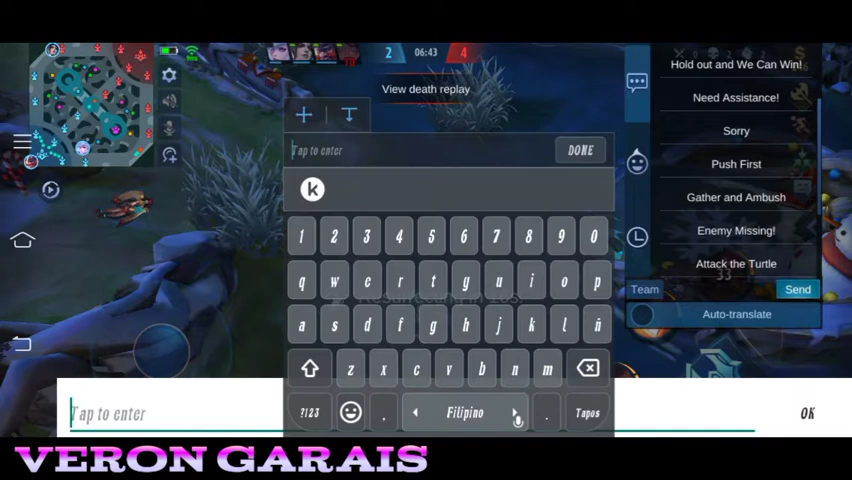 2 06:43 4
View death replay
Hold out and We Can Win!
Need Assistance!
Sorry
Push First
Gather and Ambush
Enemy Missing!
Attack the Turtle
Team Send
Auto-translate
Tap to enter DONE
k
1 2 3 4 5 6 7 8 9 0
q w e r t y u i o p
a s d f g h j k l ñ
z x c v b n m
?123 , Filipino . Tapos
Tap to enter OK
VERON GARAIS